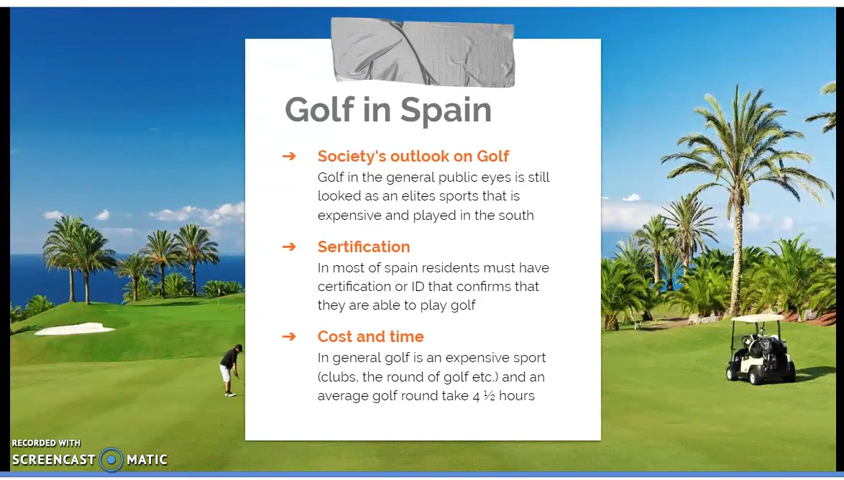 Golf in Spain
➔ Society's outlook on Golf
Golf in the general public eyes is still
looked as an elites sports that is
expensive and played in the south
➔ Sertification
In most of spain residents must have
certification or ID that confirms that
they are able to play golf
➔ Cost and time
In general golf is an expensive sport
(clubs, the round of golf etc.) and an
average golf round take 4 ½ hours
RECORDED WITH
SCREENCAST MATIC